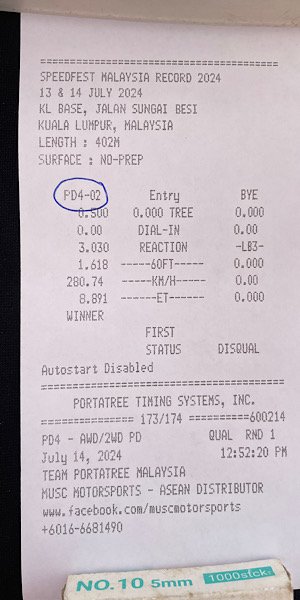 ================================
SPEEDFEST MALAYSIA RECORD 2024
13 & 14 JULY 2024
KL BASE, JALAN SUNGAI BESI
KUALA LUMPUR, MALAYSIA
LENGTH : 402M
SURFACE : NO-PREP
PD4-02 Entry BYE
0.500 0.000 TREE 0.000
0.00 DIAL-IN 0.00
3.030 REACTION -LB3-
1.618 -----60FT----- 0.000
280.74 -----KM/H----- 0.00
8.891 ------ET------ 0.000
WINNER
FIRST
STATUS DISQUAL
Autostart Disabled
================================
PORTATREE TIMING SYSTEMS, INC.
============ 173/174 ==========600214
PD4 - AWD/2WD PD QUAL RND 1
July 14, 2024 12:52:20 PM
TEAM PORTATREE MALAYSIA
MUSC MOTORSPORTS - ASEAN DISTRIBUTOR
www.facebook.com/muscmotorsports
+6016-6681490
NO.10 5mm 1000sfck.